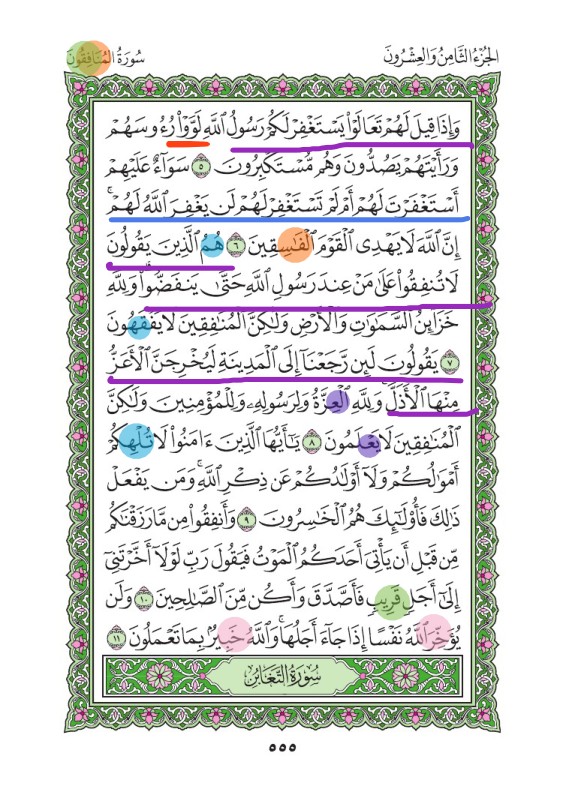 الجُزْءُ الثَّامِنُ وَالعِشْرُونَ
سُورَةُ المُنَافِقُونَ
وَإِذَا قِيلَ لَهُمْ تَعَالَوْا۟ يَسْتَغْفِرْ لَكُمْ رَسُولُ ٱللَّهِ لَوَّوْا۟ رُءُوسَهُمْ
وَرَأَيْتَهُمْ يَصُدُّونَ وَهُم مُّسْتَكْبِرُونَ ٥ سَوَآءٌ عَلَيْهِمْ
أَسْتَغْفَرْتَ لَهُمْ أَمْ لَمْ تَسْتَغْفِرْ لَهُمْ لَن يَغْفِرَ ٱللَّهُ لَهُمْ ۚ
إِنَّ ٱللَّهَ لَا يَهْدِى ٱلْقَوْمَ ٱلْفَـٰسِقِينَ ٦ هُمُ ٱلَّذِينَ يَقُولُونَ
لَا تُنفِقُوا۟ عَلَىٰ مَنْ عِندَ رَسُولِ ٱللَّهِ حَتَّىٰ يَنفَضُّوا۟ ۗ وَلِلَّهِ
خَزَآئِنُ ٱلسَّمَـٰوَٰتِ وَٱلْأَرْضِ وَلَـٰكِنَّ ٱلْمُنَـٰفِقِينَ لَا يَفْقَهُونَ
٧ يَقُولُونَ لَئِن رَّجَعْنَآ إِلَى ٱلْمَدِينَةِ لَيُخْرِجَنَّ ٱلْأَعَزُّ
مِنْهَا ٱلْأَذَلَّ ۚ وَلِلَّهِ ٱلْعِزَّةُ وَلِرَسُولِهِۦ وَلِلْمُؤْمِنِينَ وَلَـٰكِنَّ
ٱلْمُنَـٰفِقِينَ لَا يَعْلَمُونَ ٨ يَـٰٓأَيُّهَا ٱلَّذِينَ ءَامَنُوا۟ لَا تُلْهِكُمْ
أَمْوَٰلُكُمْ وَلَآ أَوْلَـٰدُكُمْ عَن ذِكْرِ ٱللَّهِ ۚ وَمَن يَفْعَلْ
ذَٰلِكَ فَأُو۟لَـٰٓئِكَ هُمُ ٱلْخَـٰسِرُونَ ٩ وَأَنفِقُوا۟ مِن مَّا رَزَقْنَـٰكُم
مِّن قَبْلِ أَن يَأْتِىَ أَحَدَكُمُ ٱلْمَوْتُ فَيَقُولَ رَبِّ لَوْلَآ أَخَّرْتَنِىٓ
إِلَىٰٓ أَجَلٍ قَرِيبٍ فَأَصَّدَّقَ وَأَكُن مِّنَ ٱلصَّـٰلِحِينَ ١٠ وَلَن
يُؤَخِّرَ ٱللَّهُ نَفْسًا إِذَا جَآءَ أَجَلُهَا ۚ وَٱللَّهُ خَبِيرٌۢ بِمَا تَعْمَلُونَ ١١
سُورَةُ التَّغَابُنِ
٥٥٥